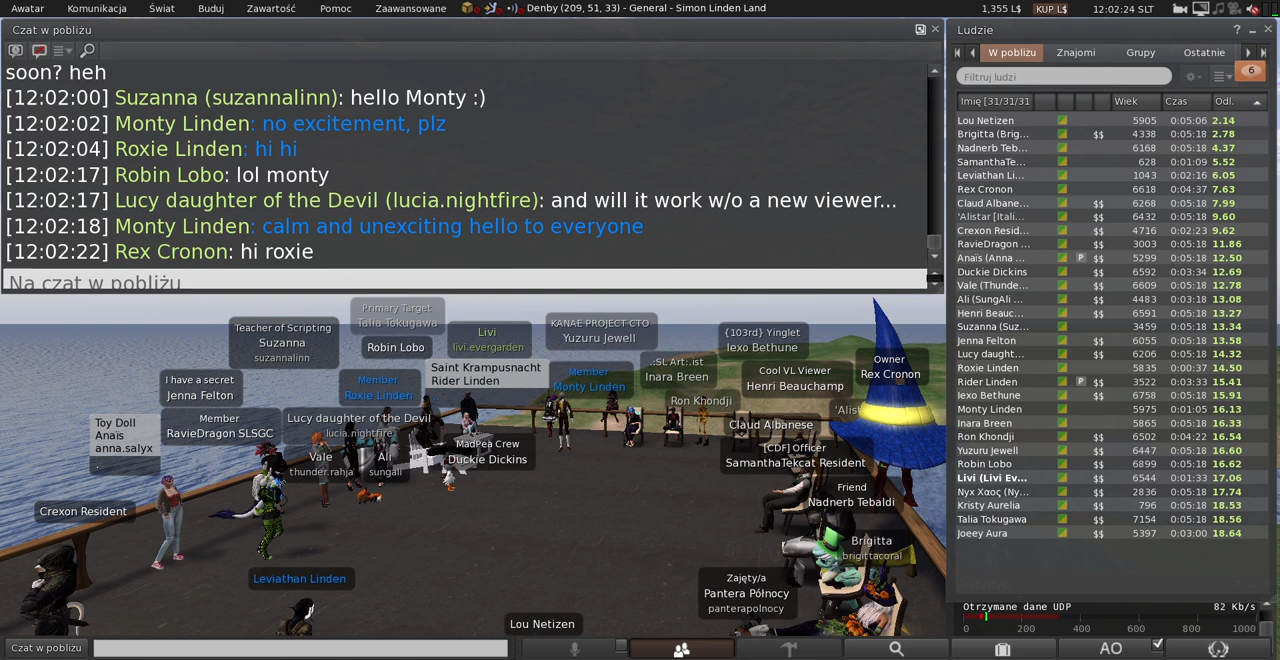 Awatar Komunikacja Świat Buduj Zawartość Pomoc Zaawansowane Denby (209, 51, 33) - General - Simon Linden Land 1,355 L$ KUP L$ 12:02:24 SLT
Czat w pobliżu
soon? heh
[12:02:00] Suzanna (suzannalinn): hello Monty :)
[12:02:02] Monty Linden: no excitement, plz
[12:02:04] Roxie Linden: hi hi
[12:02:17] Robin Lobo: lol monty
[12:02:17] Lucy daughter of the Devil (lucia.nightfire): and will it work w/o a new viewer...
[12:02:18] Monty Linden: calm and unexciting hello to everyone
[12:02:22] Rex Cronon: hi roxie
Na czat w pobliżu
Primary Target
Talia Tokugawa
Teacher of Scripting
Suzanna
suzannalinn
Robin Lobo
Livi
livi.evergarden
KANAE PROJECT CTO
Yuzuru Jewell
{103rd} Yinglet
Iexo Bethune
Owner
Rex Cronon
Saint Krampusnacht
Rider Linden
Member
Monty Linden
.:SL Art:.ist
Inara Breen
Cool VL Viewer
Henri Beauchamp
I have a secret
Jenna Felton
Member
Roxie Linden
Ron Khondji
'Alist
Toy Doll
Anaïs
anna.salyx
Member
RavieDragon SLSGC
Lucy daughter of the Devil
lucia.nightfire
Claud Albanese
MadPea Crew
Duckie Dickins
Vale
thunder.rahja
Ali
sungali
[CDF] Officer
SamanthaTekcat Resident
Crexon Resident
Friend
Nadnerb Tebaldi
Brigitta
brigittacoral
Leviathan Linden
Zajęty/a
Pantera Północy
panterapolnocy
Lou Netizen
Czat w pobliżu
AO
Ludzie
W pobliżu Znajomi Grupy Ostatnie
Filtruj ludzi
6
Imię [31/31/31 Wiek Czas Odl.
Lou Netizen 5905 0:05:06 2.14
Brigitta (Brig... $$ 4338 0:05:18 2.78
Nadnerb Teb... 6168 0:05:18 4.37
SamanthaTe... 628 0:01:09 5.52
Leviathan Li... 1043 0:02:16 6.05
Rex Cronon 6618 0:04:37 7.63
Claud Albane... $$ 6268 0:05:18 7.99
'Alistar [Itali... $$ 6432 0:05:18 9.60
Crexon Resid... $$ 4716 0:02:23 9.62
RavieDragon ... $$ 3003 0:05:18 11.86
Anaïs (Anna ... P $$ 5299 0:05:18 12.50
Duckie Dickins $$ 6592 0:03:34 12.69
Vale (Thunde... $$ 6609 0:05:18 12.78
Ali (SungAli ... $$ 4483 0:03:18 13.08
Henri Beauc... $$ 6591 0:05:18 13.27
Suzanna (Suz... 3459 0:05:18 13.34
Jenna Felton $$ 6055 0:05:18 13.58
Lucy daught... $$ 6206 0:05:18 14.32
Roxie Linden 5835 0:00:37 14.50
Rider Linden P $$ 3522 0:03:33 15.41
Iexo Bethune $$ 6758 0:05:18 15.91
Monty Linden 5975 0:01:05 16.13
Inara Breen 5865 0:05:18 16.33
Ron Khondji $$ 6502 0:04:22 16.54
Yuzuru Jewell $$ 6447 0:05:18 16.60
Robin Lobo $$ 6899 0:05:18 16.62
Livi (Livi Ev... $$ 6544 0:01:33 17.06
Nyx Χαος (Ny... $$ 2836 0:05:18 17.74
Kristy Aurelia $$ 796 0:05:18 18.53
Talia Tokugawa $$ 7154 0:05:18 18.56
Joeey Aura $$ 5397 0:03:00 18.64
Otrzymane dane UDP 82 Kb/s
0 200 400 600 800 1000